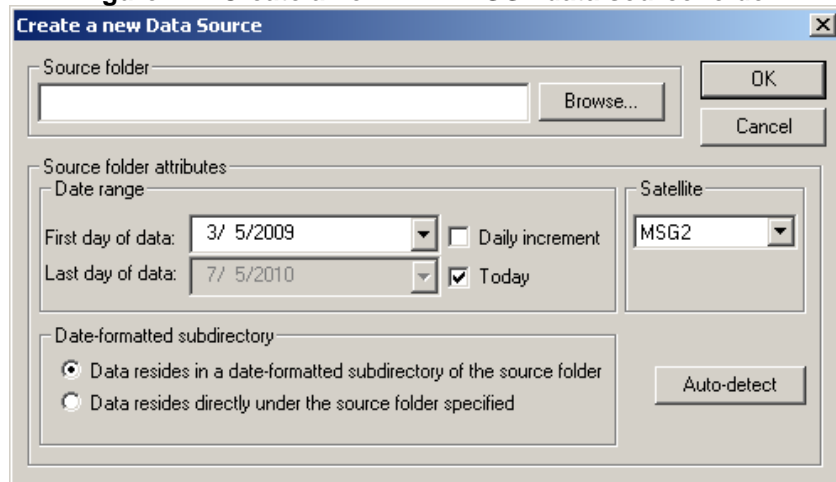 Create a new Data Source
Source folder
Browse...
OK
Cancel
Source folder attributes
Date range
First day of data: 3/ 5/2009 Daily increment
Last day of data: 7/ 5/2010 Today
Satellite
MSG2
Date-formatted subdirectory
Data resides in a date-formatted subdirectory of the source folder
Data resides directly under the source folder specified
Auto-detect